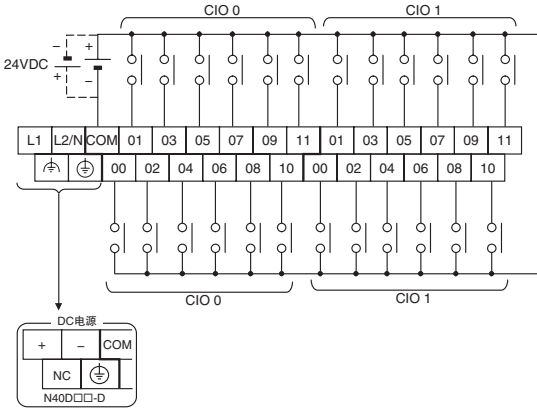 CIO 0 CIO 1
24VDC
− +
+ −
L1 L2/N COM 01 03 05 07 09 11 01 03 05 07 09 11
00 02 04 06 08 10 00 02 04 06 08 10
CIO 0 CIO 1
DC电源
+ − COM
NC
N40D□□-D